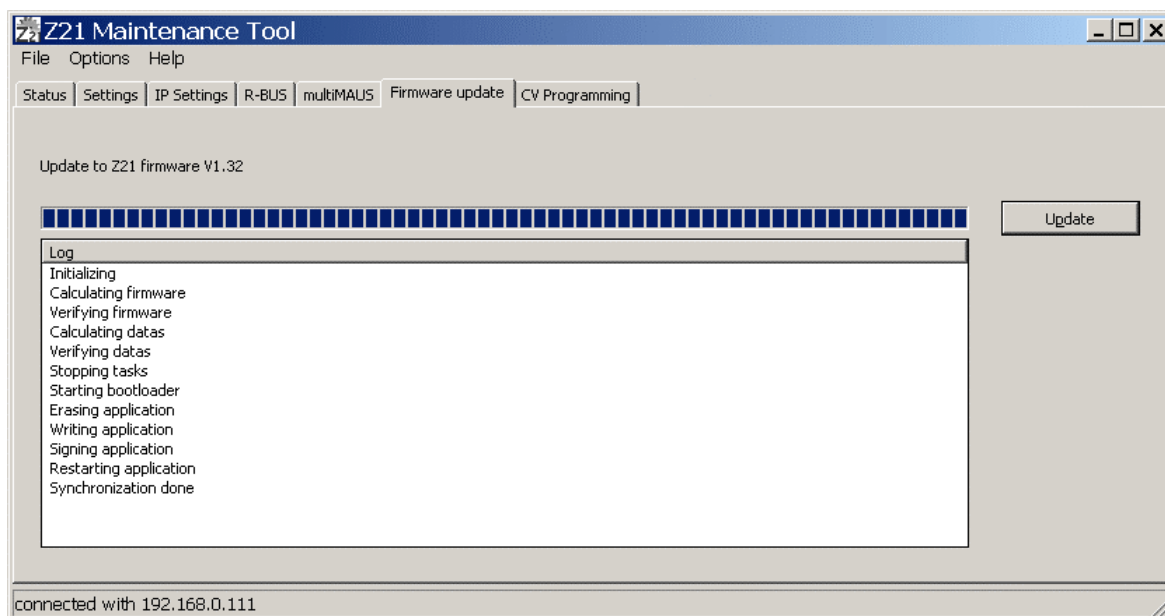 Z21 Maintenance Tool
File Options Help
Status Settings IP Settings R-BUS multiMAUS Firmware update CV Programming
Update to Z21 firmware V1.32
Update
Log
Initializing
Calculating firmware
Verifying firmware
Calculating datas
Verifying datas
Stopping tasks
Starting bootloader
Erasing application
Writing application
Signing application
Restarting application
Synchronization done
connected with 192.168.0.111